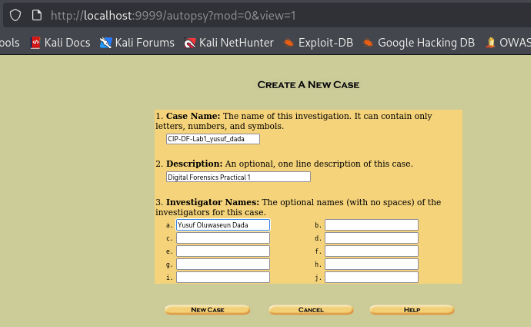 http://localhost:9999/autopsy?mod=0&view=1
ools Kali Docs Kali Forums Kali NetHunter Exploit-DB Google Hacking DB OWAS
CREATE A NEW CASE
1. Case Name: The name of this investigation. It can contain only
letters, numbers, and symbols.
CIP-DF-Lab1_yusuf_dada
2. Description: An optional, one line description of this case.
Digital Forensics Practical 1
3. Investigator Names: The optional names (with no spaces) of the
investigators for this case.
a. Yusuf Oluwaseun Dada b.
c. d.
e. f.
g. h.
i. j.
NEW CASE CANCEL HELP